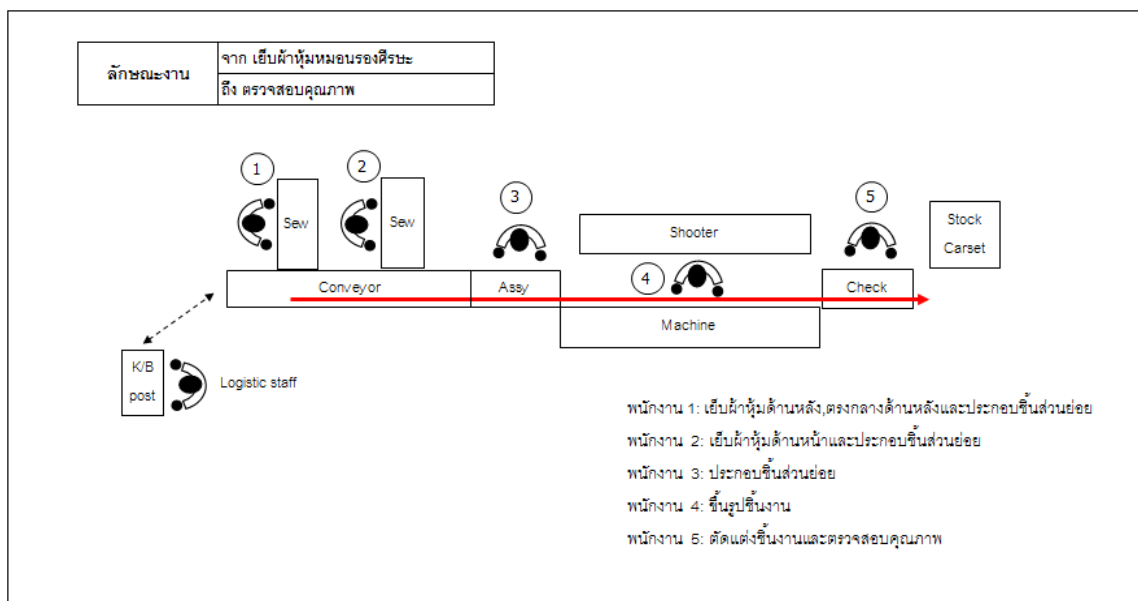 ลักษณะงาน
จาก เย็บผ้าหุ้มหมอนรองศีรษะ
ถึง ตรวจสอบคุณภาพ
1
2
3
4
5
Sew
Sew
Shooter
Stock
Carset
Conveyor
Assy
Check
Machine
K/B
post
Logistic staff
พนักงาน 1: เย็บผ้าหุ้มด้านหลัง,ตรงกลางด้านหลังและประกอบชิ้นส่วนย่อย
พนักงาน 2: เย็บผ้าหุ้มด้านหน้าและประกอบชิ้นส่วนย่อย
พนักงาน 3: ประกอบชิ้นส่วนย่อย
พนักงาน 4: ขึ้นรูปชิ้นงาน
พนักงาน 5: ตัดแต่งชิ้นงานและตรวจสอบคุณภาพ